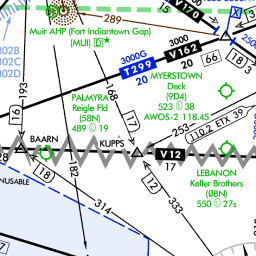 V170
289
Muir AHP (Fort Indiantown Gap)
(MUI) D*
302B
302C
302D
3000
3000G
V162
T299
20
20
66
193
MYERSTOWN
Deck
(9D4)
523 38
AWOS-2 118.45
PALMYRA
Reigle Fld
(58N)
489 19
168
253
110.2 ETX 39
16
17
BAARN
KUPPS
28
V12
17
18
LEBANON
Keller Brothers
(08N)
550 27s
NUSABLE
182
314
12
333
18